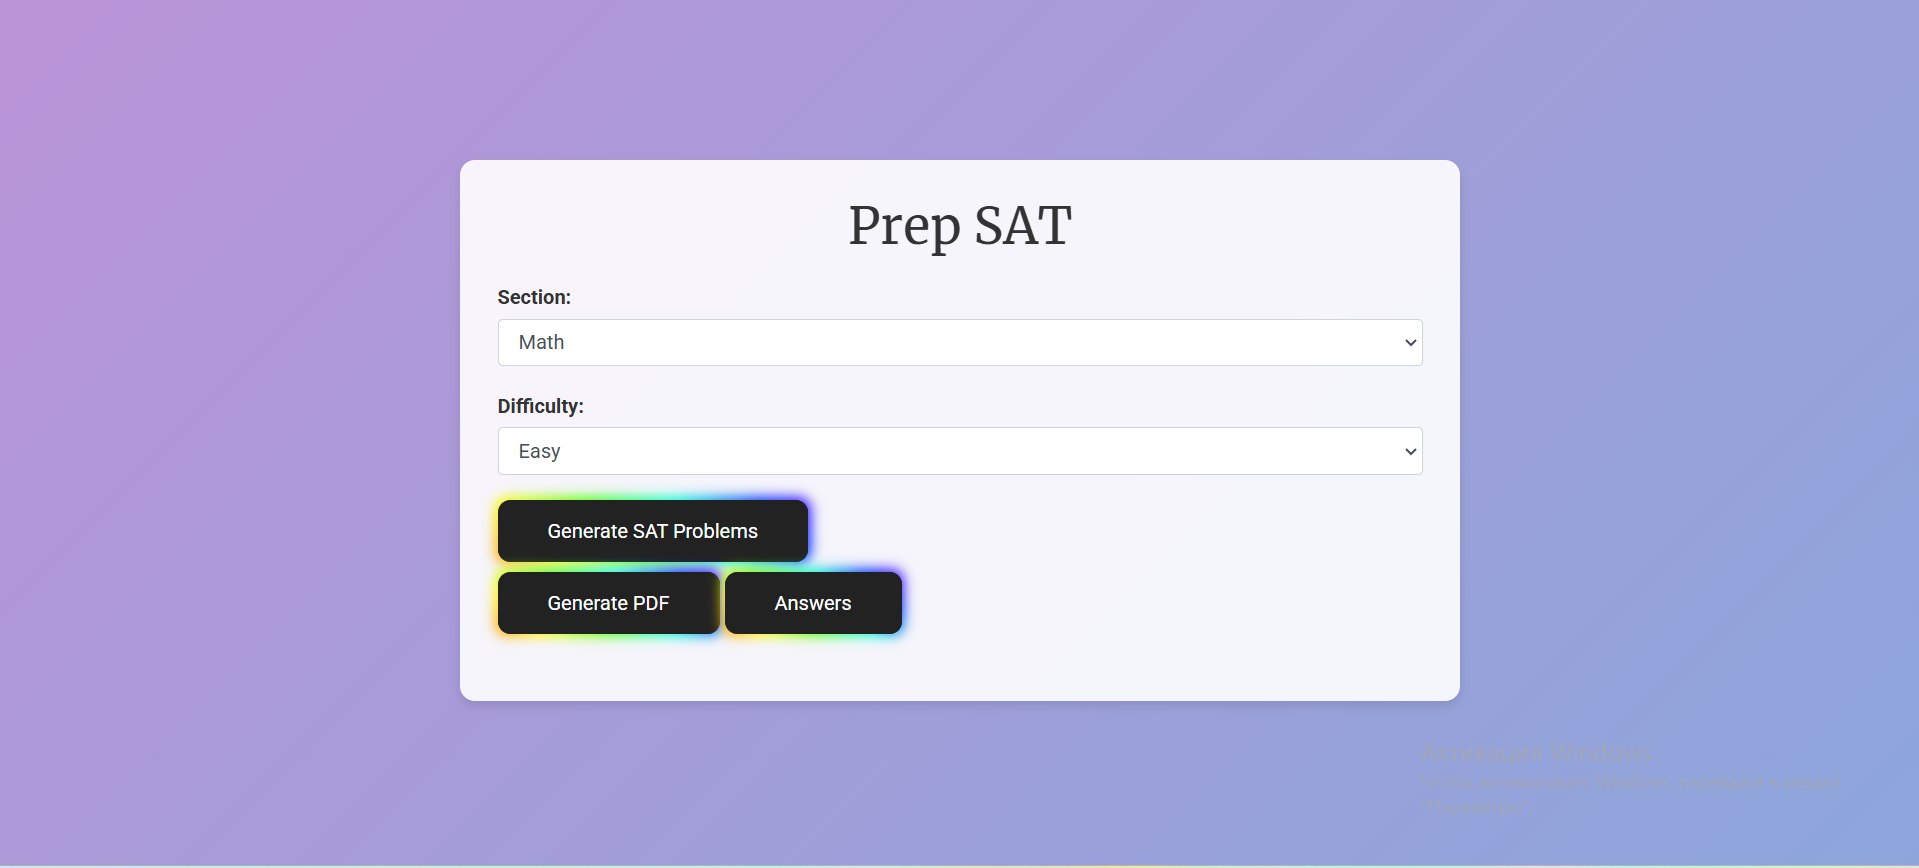 Prep SAT
Section:
Math
Difficulty:
Easy
Generate SAT Problems
Generate PDF
Answers
Активация Windows
Чтобы активировать Windows, перейдите в раздел
"Параметры".